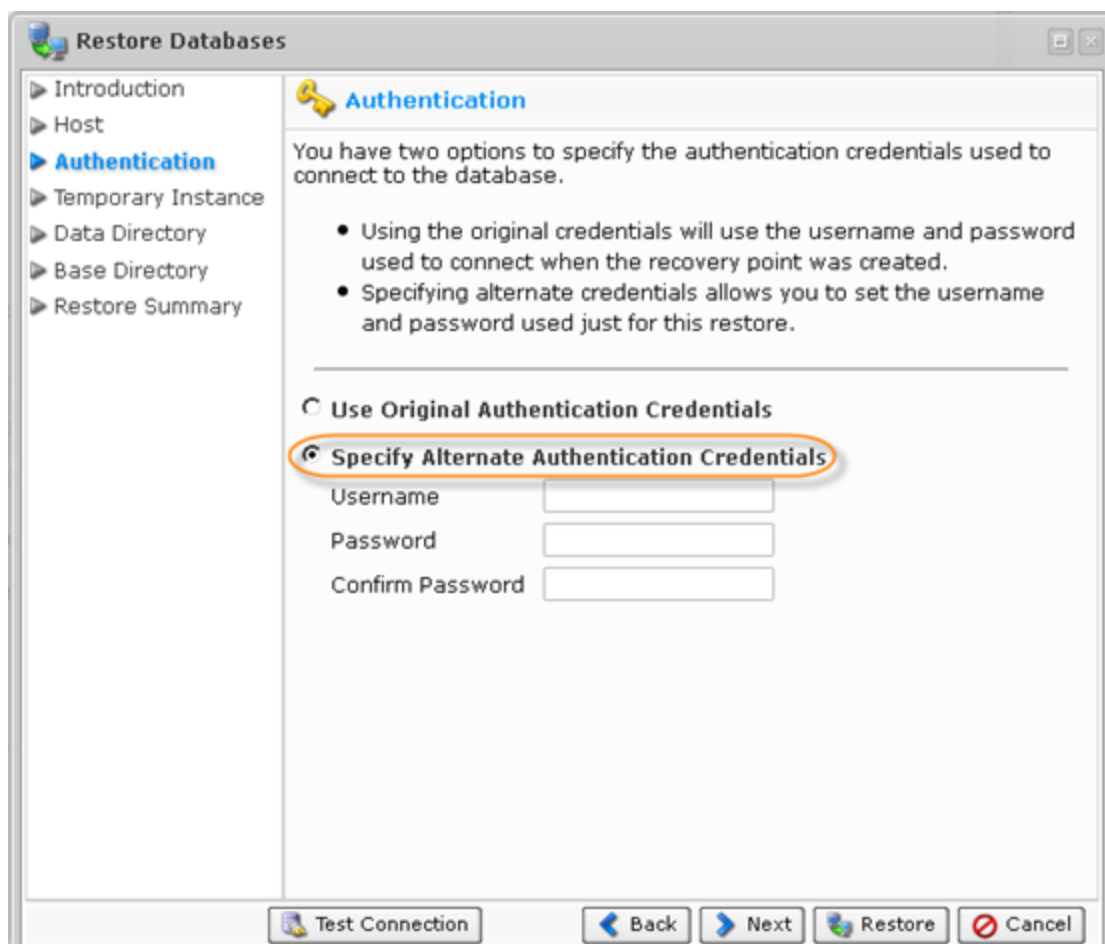 Restore Databases
Introduction
Host
Authentication
Temporary Instance
Data Directory
Base Directory
Restore Summary
Authentication
You have two options to specify the authentication credentials used to
connect to the database.
• Using the original credentials will use the username and password
used to connect when the recovery point was created.
• Specifying alternate credentials allows you to set the username
and password used just for this restore.
Use Original Authentication Credentials
Specify Alternate Authentication Credentials
Username
Password
Confirm Password
Test Connection
Back
Next
Restore
Cancel